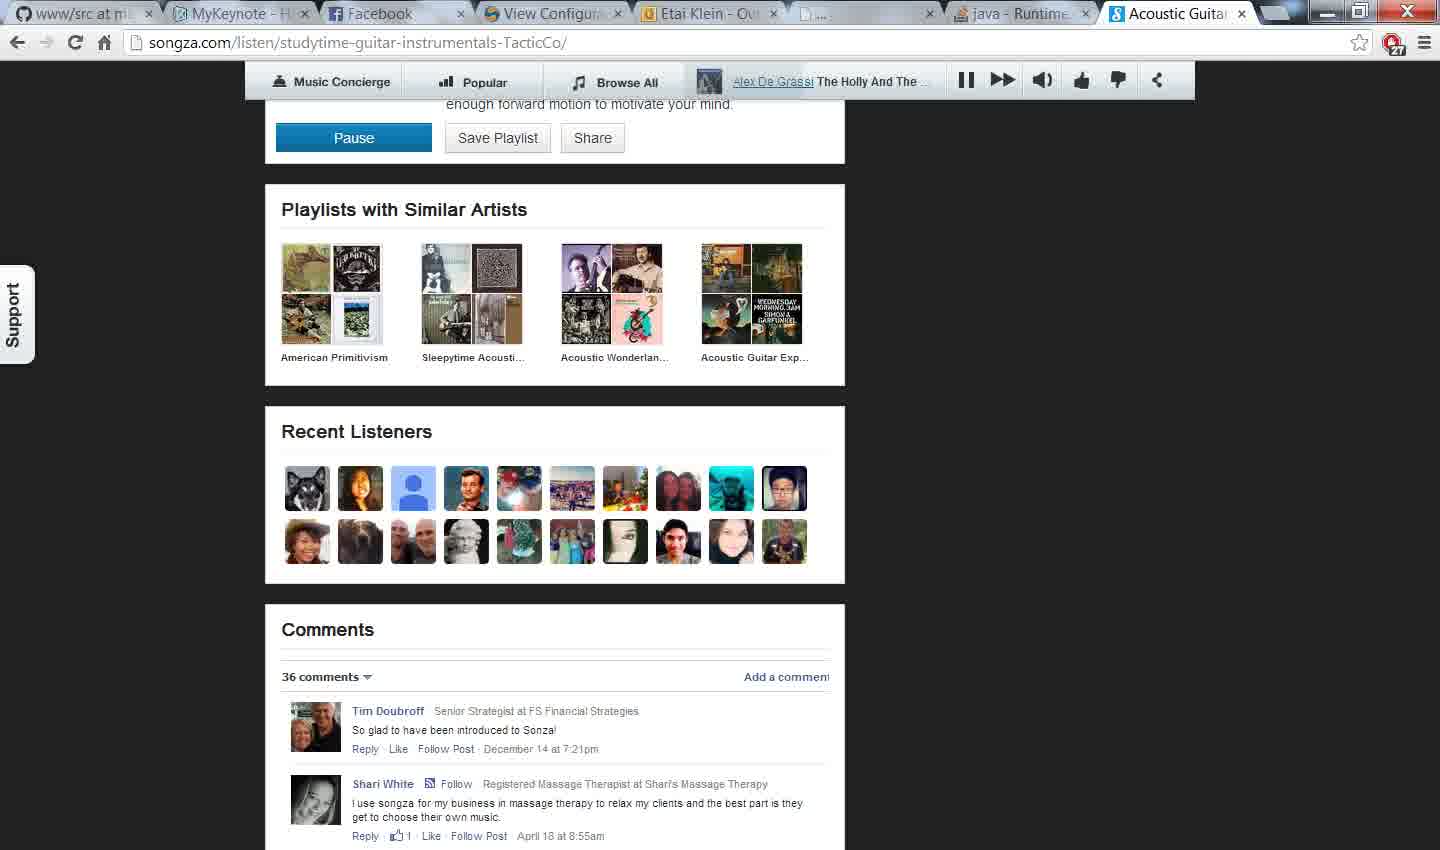 www/src at m
MyKeynote - H
Facebook
View Configura
Etai Klein - Ou
...
java - Runtime
Acoustic Guitar
songza.com/listen/studytime-guitar-instrumentals-TacticCo/
27
Music Concierge
Popular
Browse All
Alex De Grassi The Holly And The ...
enough forward motion to motivate your mind.
Pause
Save Playlist
Share
Support
Playlists with Similar Artists
WEDNESDAY
MORNING, 3AM
SIMON &
GARFUNKEL
American Primitivism
Sleepytime Acousti...
Acoustic Wonderlan...
Acoustic Guitar Exp...
Recent Listeners
Comments
36 comments
Add a comment
Tim Doubroff Senior Strategist at FS Financial Strategies
So glad to have been introduced to Sonza!
Reply · Like · Follow Post · December 14 at 7:21pm
Shari White Follow Registered Massage Therapist at Shari's Massage Therapy
I use songza for my business in massage therapy to relax my clients and the best part is they
get to choose their own music.
Reply · 1 · Like · Follow Post · April 18 at 8:55am